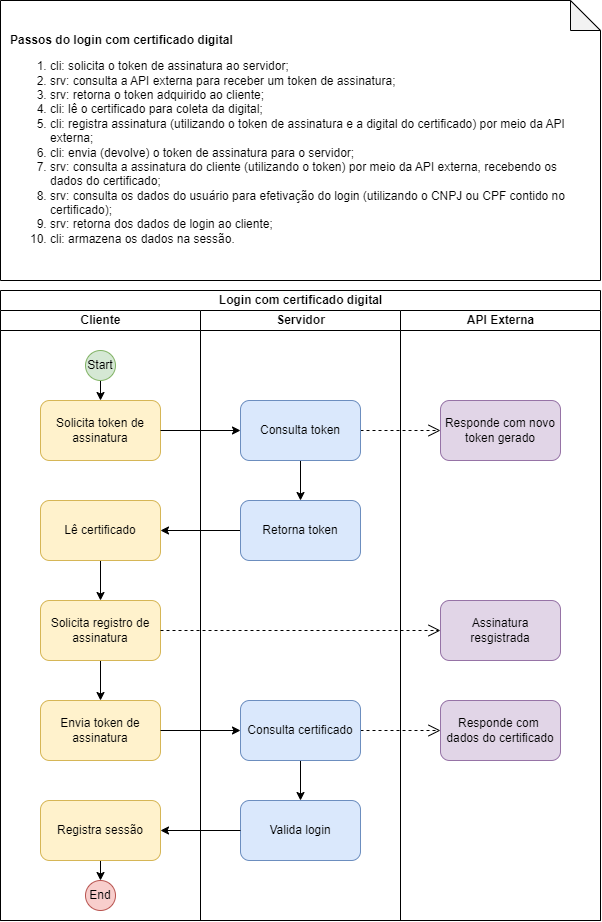 Passos do login com certificado digital
1. cli: solicita o token de assinatura ao servidor;
2. srv: consulta a API externa para receber um token de assinatura;
3. srv: retorna o token adquirido ao cliente;
4. cli: lê o certificado para coleta da digital;
5. cli: registra assinatura (utilizando o token de assinatura e a digital do certificado) por meio da API
externa;
6. cli: envia (devolve) o token de assinatura para o servidor;
7. srv: consulta a assinatura do cliente (utilizando o token) por meio da API externa, recebendo os
dados do certificado;
8. srv: consulta os dados do usuário para efetivação do login (utilizando o CNPJ ou CPF contido no
certificado);
9. srv: retorna dos dados de login ao cliente;
10. cli: armazena os dados na sessão.
Login com certificado digital
Cliente
Servidor
API Externa
Start
Solicita token de
assinatura
Consulta token
Responde com novo
token gerado
Lê certificado
Retorna token
Solicita registro de
assinatura
Assinatura
resgistrada
Envia token de
assinatura
Consulta certificado
Responde com
dados do certificado
Registra sessão
Valida login
End